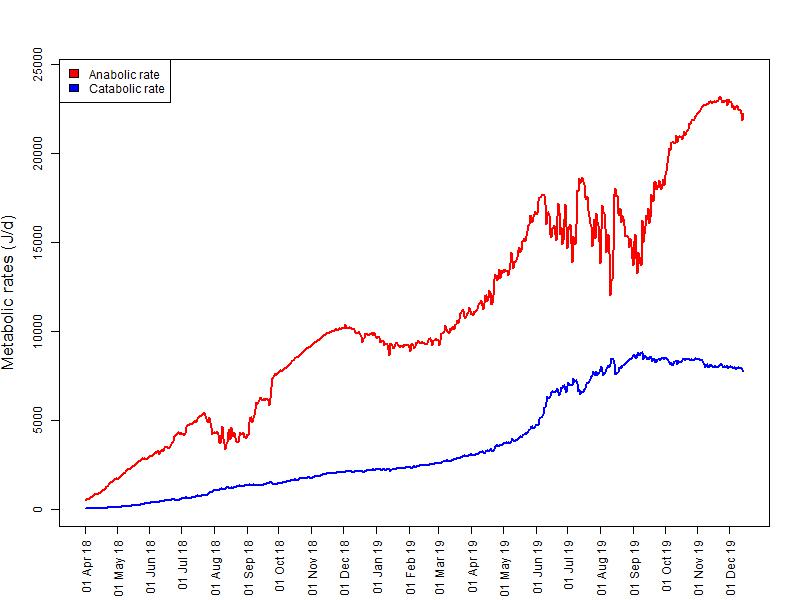 Anabolic rate
Catabolic rate
Metabolic rates (J/d)
25000
20000
15000
10000
5000
0
01 Apr 18
01 May 18
01 Jun 18
01 Jul 18
01 Aug 18
01 Sep 18
01 Oct 18
01 Nov 18
01 Dec 18
01 Jan 19
01 Feb 19
01 Mar 19
01 Apr 19
01 May 19
01 Jun 19
01 Jul 19
01 Aug 19
01 Sep 19
01 Oct 19
01 Nov 19
01 Dec 19